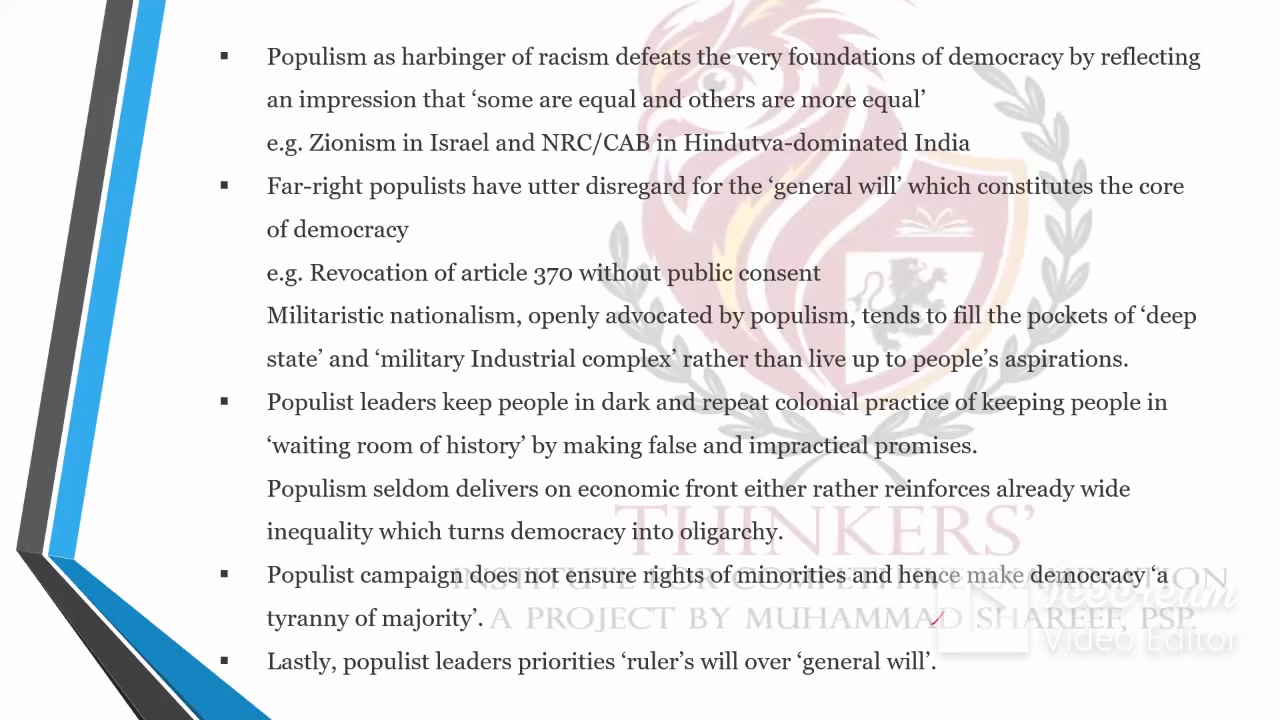 ▪ Populism as harbinger of racism defeats the very foundations of democracy by reflecting
an impression that ‘some are equal and others are more equal’
e.g. Zionism in Israel and NRC/CAB in Hindutva-dominated India
▪ Far-right populists have utter disregard for the ‘general will’ which constitutes the core
of democracy
e.g. Revocation of article 370 without public consent
Militaristic nationalism, openly advocated by populism, tends to fill the pockets of ‘deep
state’ and ‘military Industrial complex’ rather than live up to people’s aspirations.
▪ Populist leaders keep people in dark and repeat colonial practice of keeping people in
‘waiting room of history’ by making false and impractical promises.
Populism seldom delivers on economic front either rather reinforces already wide
inequality which turns democracy into oligarchy.
▪ Populist campaign does not ensure rights of minorities and hence make democracy ‘a
tyranny of majority’.
▪ Lastly, populist leaders priorities ‘ruler’s will over ‘general will’.
THINKERS’
INSTITUTE FOR COMPETITIVE EXAMINATION
A PROJECT BY MUHAMMAD SHAREEF, PSP.
Icecream
Video Editor